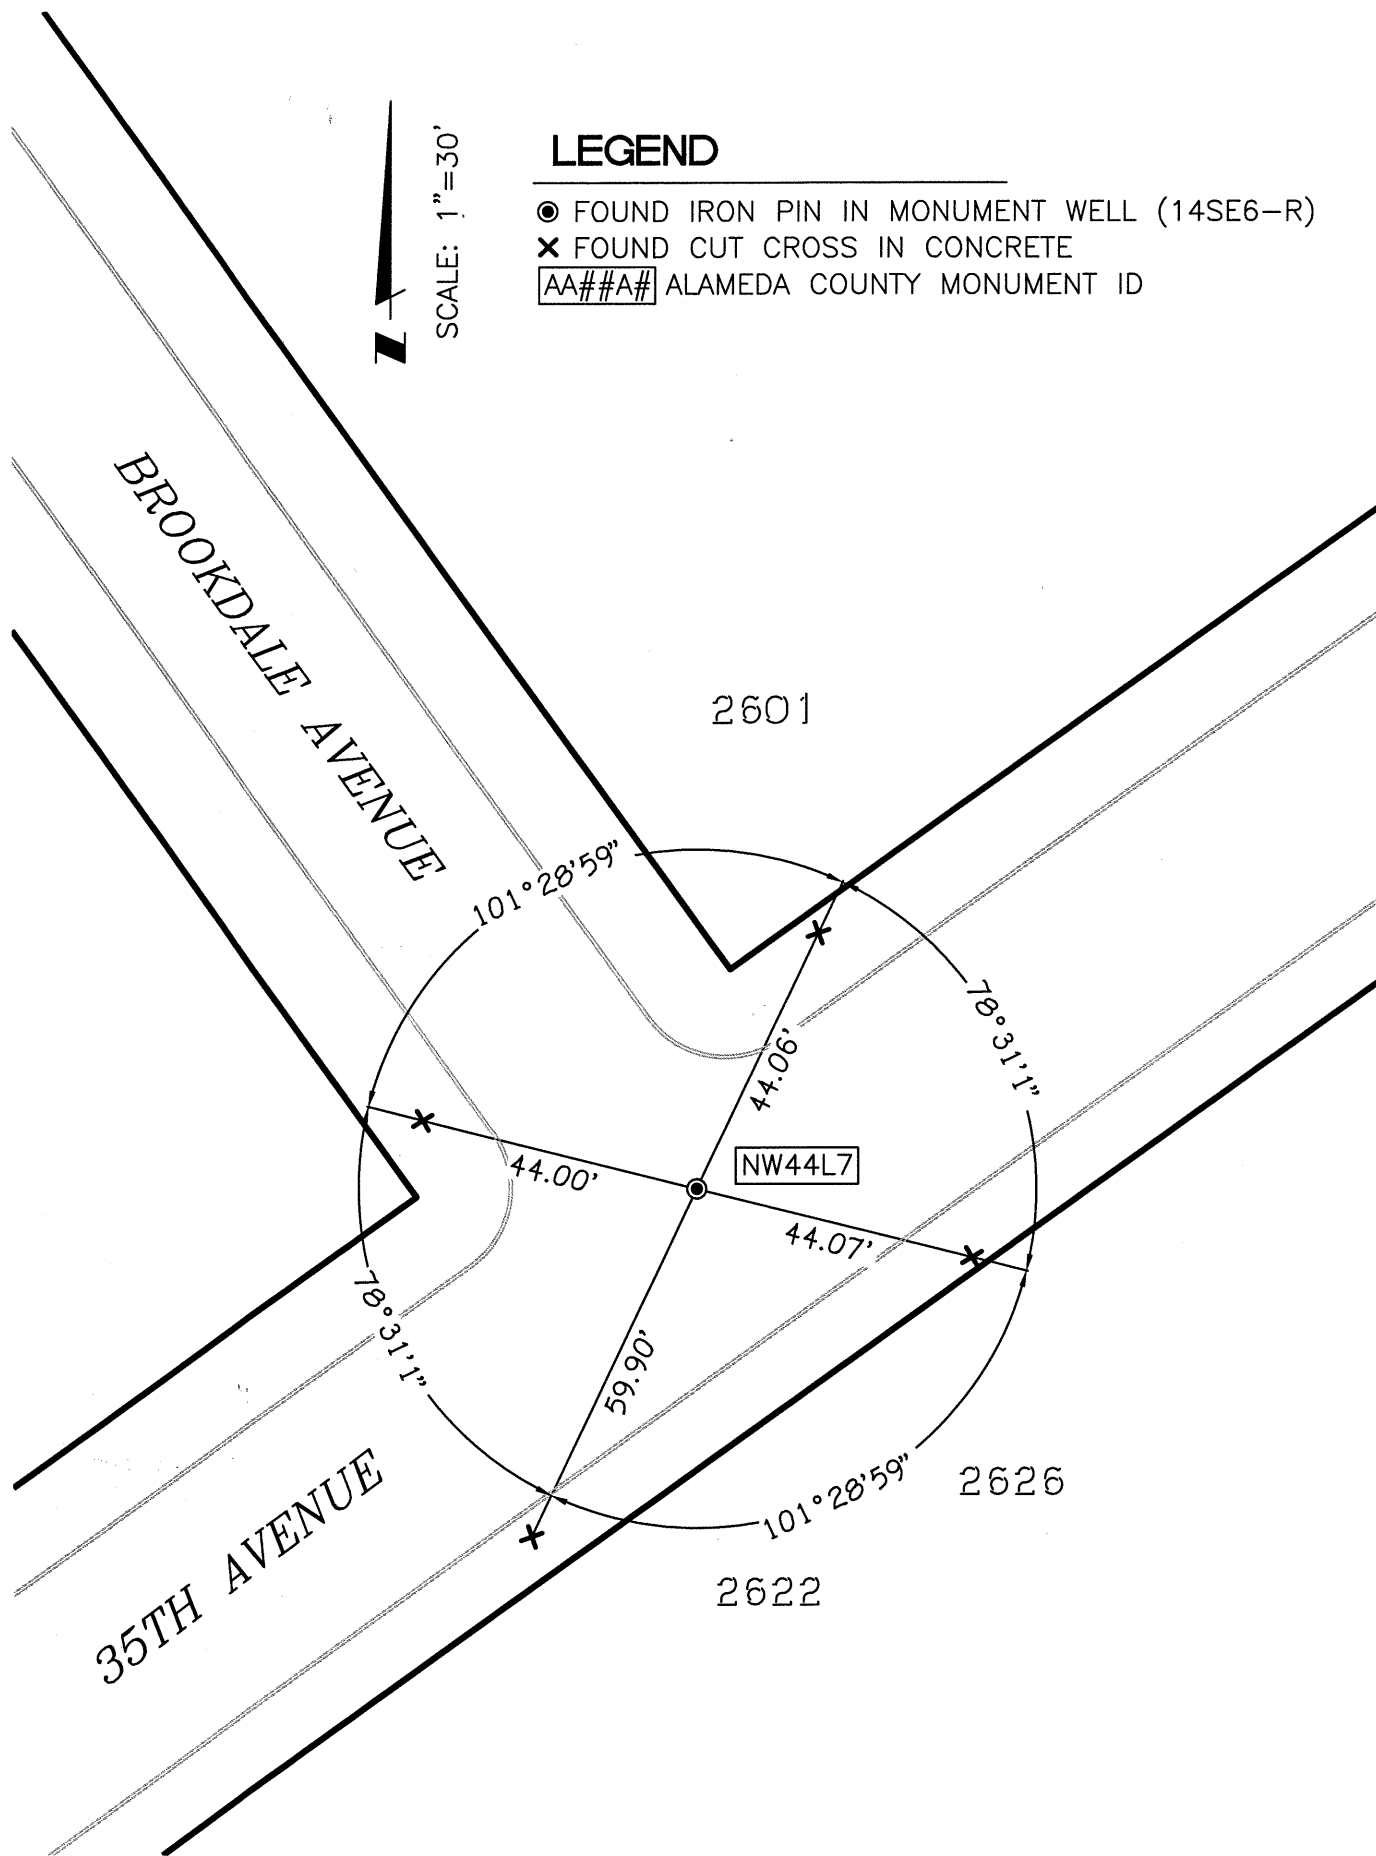 LEGEND
SCALE: 1"=30'
FOUND IRON PIN IN MONUMENT WELL (14SE6-R)
FOUND CUT CROSS IN CONCRETE
AA##A# ALAMEDA COUNTY MONUMENT ID
N
BROOKDALE AVENUE
2601
101°28'59"
78°31'1"
44.06'
NW44L7
44.00'
44.07'
78°31'1"
59.90'
35TH AVENUE
101°28'59"
2626
2622